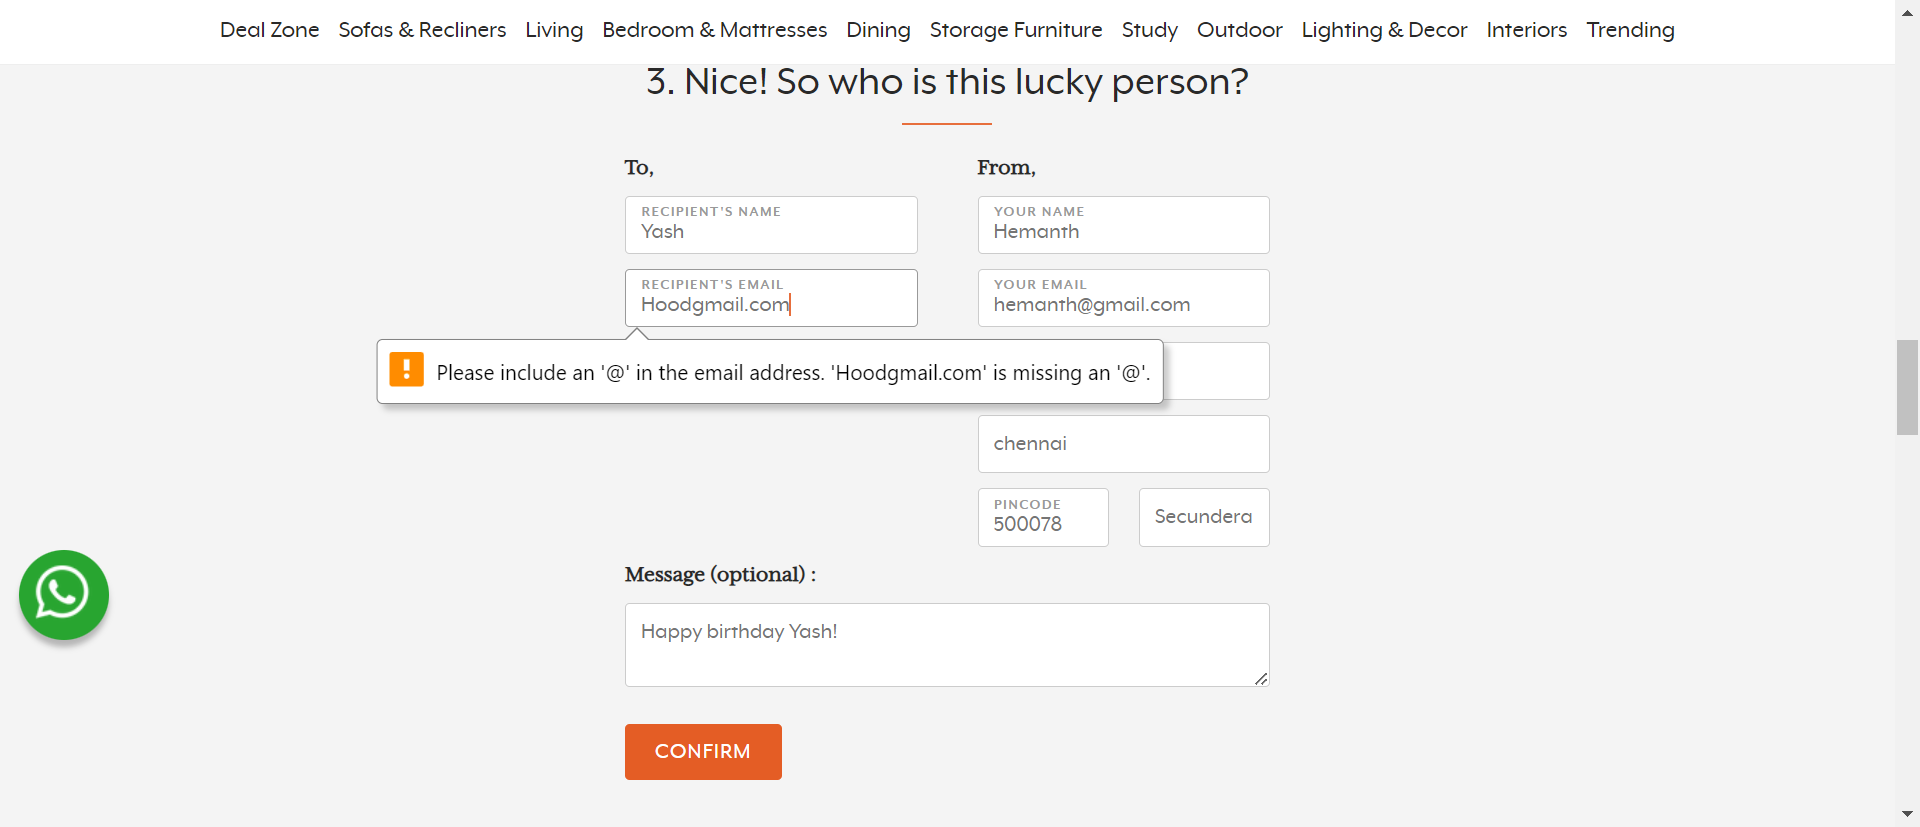 Deal Zone Sofas & Recliners Living Bedroom & Mattresses Dining Storage Furniture Study Outdoor Lighting & Decor Interiors Trending
3. Nice! So who is this lucky person?
To,
From,
RECIPIENT'S NAME
Yash
YOUR NAME
Hemanth
RECIPIENT'S EMAIL
Hoodgmail.com
YOUR EMAIL
hemanth@gmail.com
Please include an '@' in the email address. 'Hoodgmail.com' is missing an '@'.
chennai
PINCODE
500078
Secundera
Message (optional) :
Happy birthday Yash!
CONFIRM